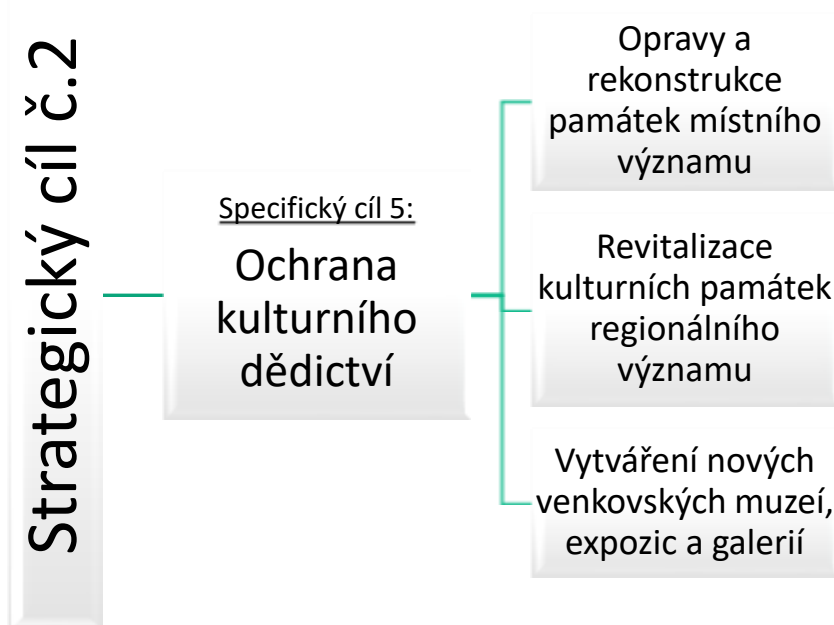 Strategický cíl č.2
Specifický cíl 5:
Ochrana
kulturního
dědictví
Opravy a
rekonstrukce
památek místního
významu
Revitalizace
kulturních památek
regionálního
významu
Vytváření nových
venkovských muzeí,
expozic a galerií